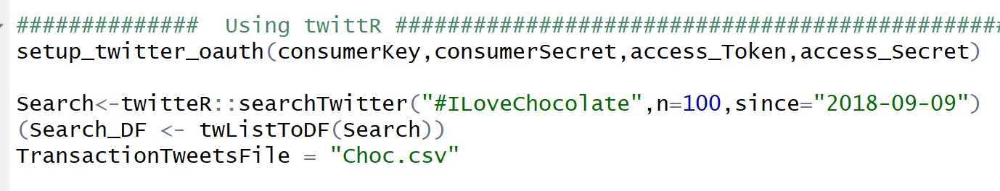 ############## Using twittR ###############################################
setup_twitter_oauth(consumerKey,consumerSecret,access_Token,access_Secret)
Search<-twitteR::searchTwitter("#ILoveChocolate",n=100,since="2018-09-09")
(Search_DF <- twListToDF(Search))
TransactionTweetsFile = "Choc.csv"